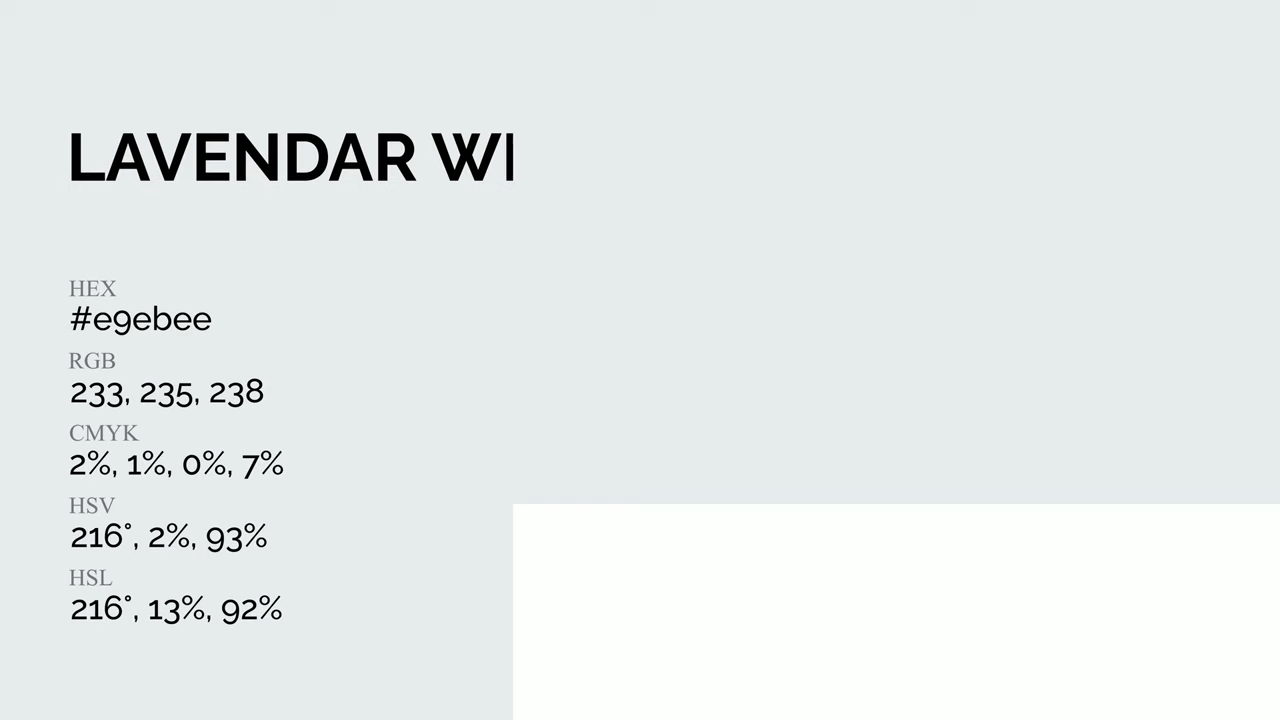 LAVENDAR WI
HEX
#e9ebee
RGB
233, 235, 238
CMYK
2%, 1%, 0%, 7%
HSV
216°, 2%, 93%
HSL
216°, 13%, 92%